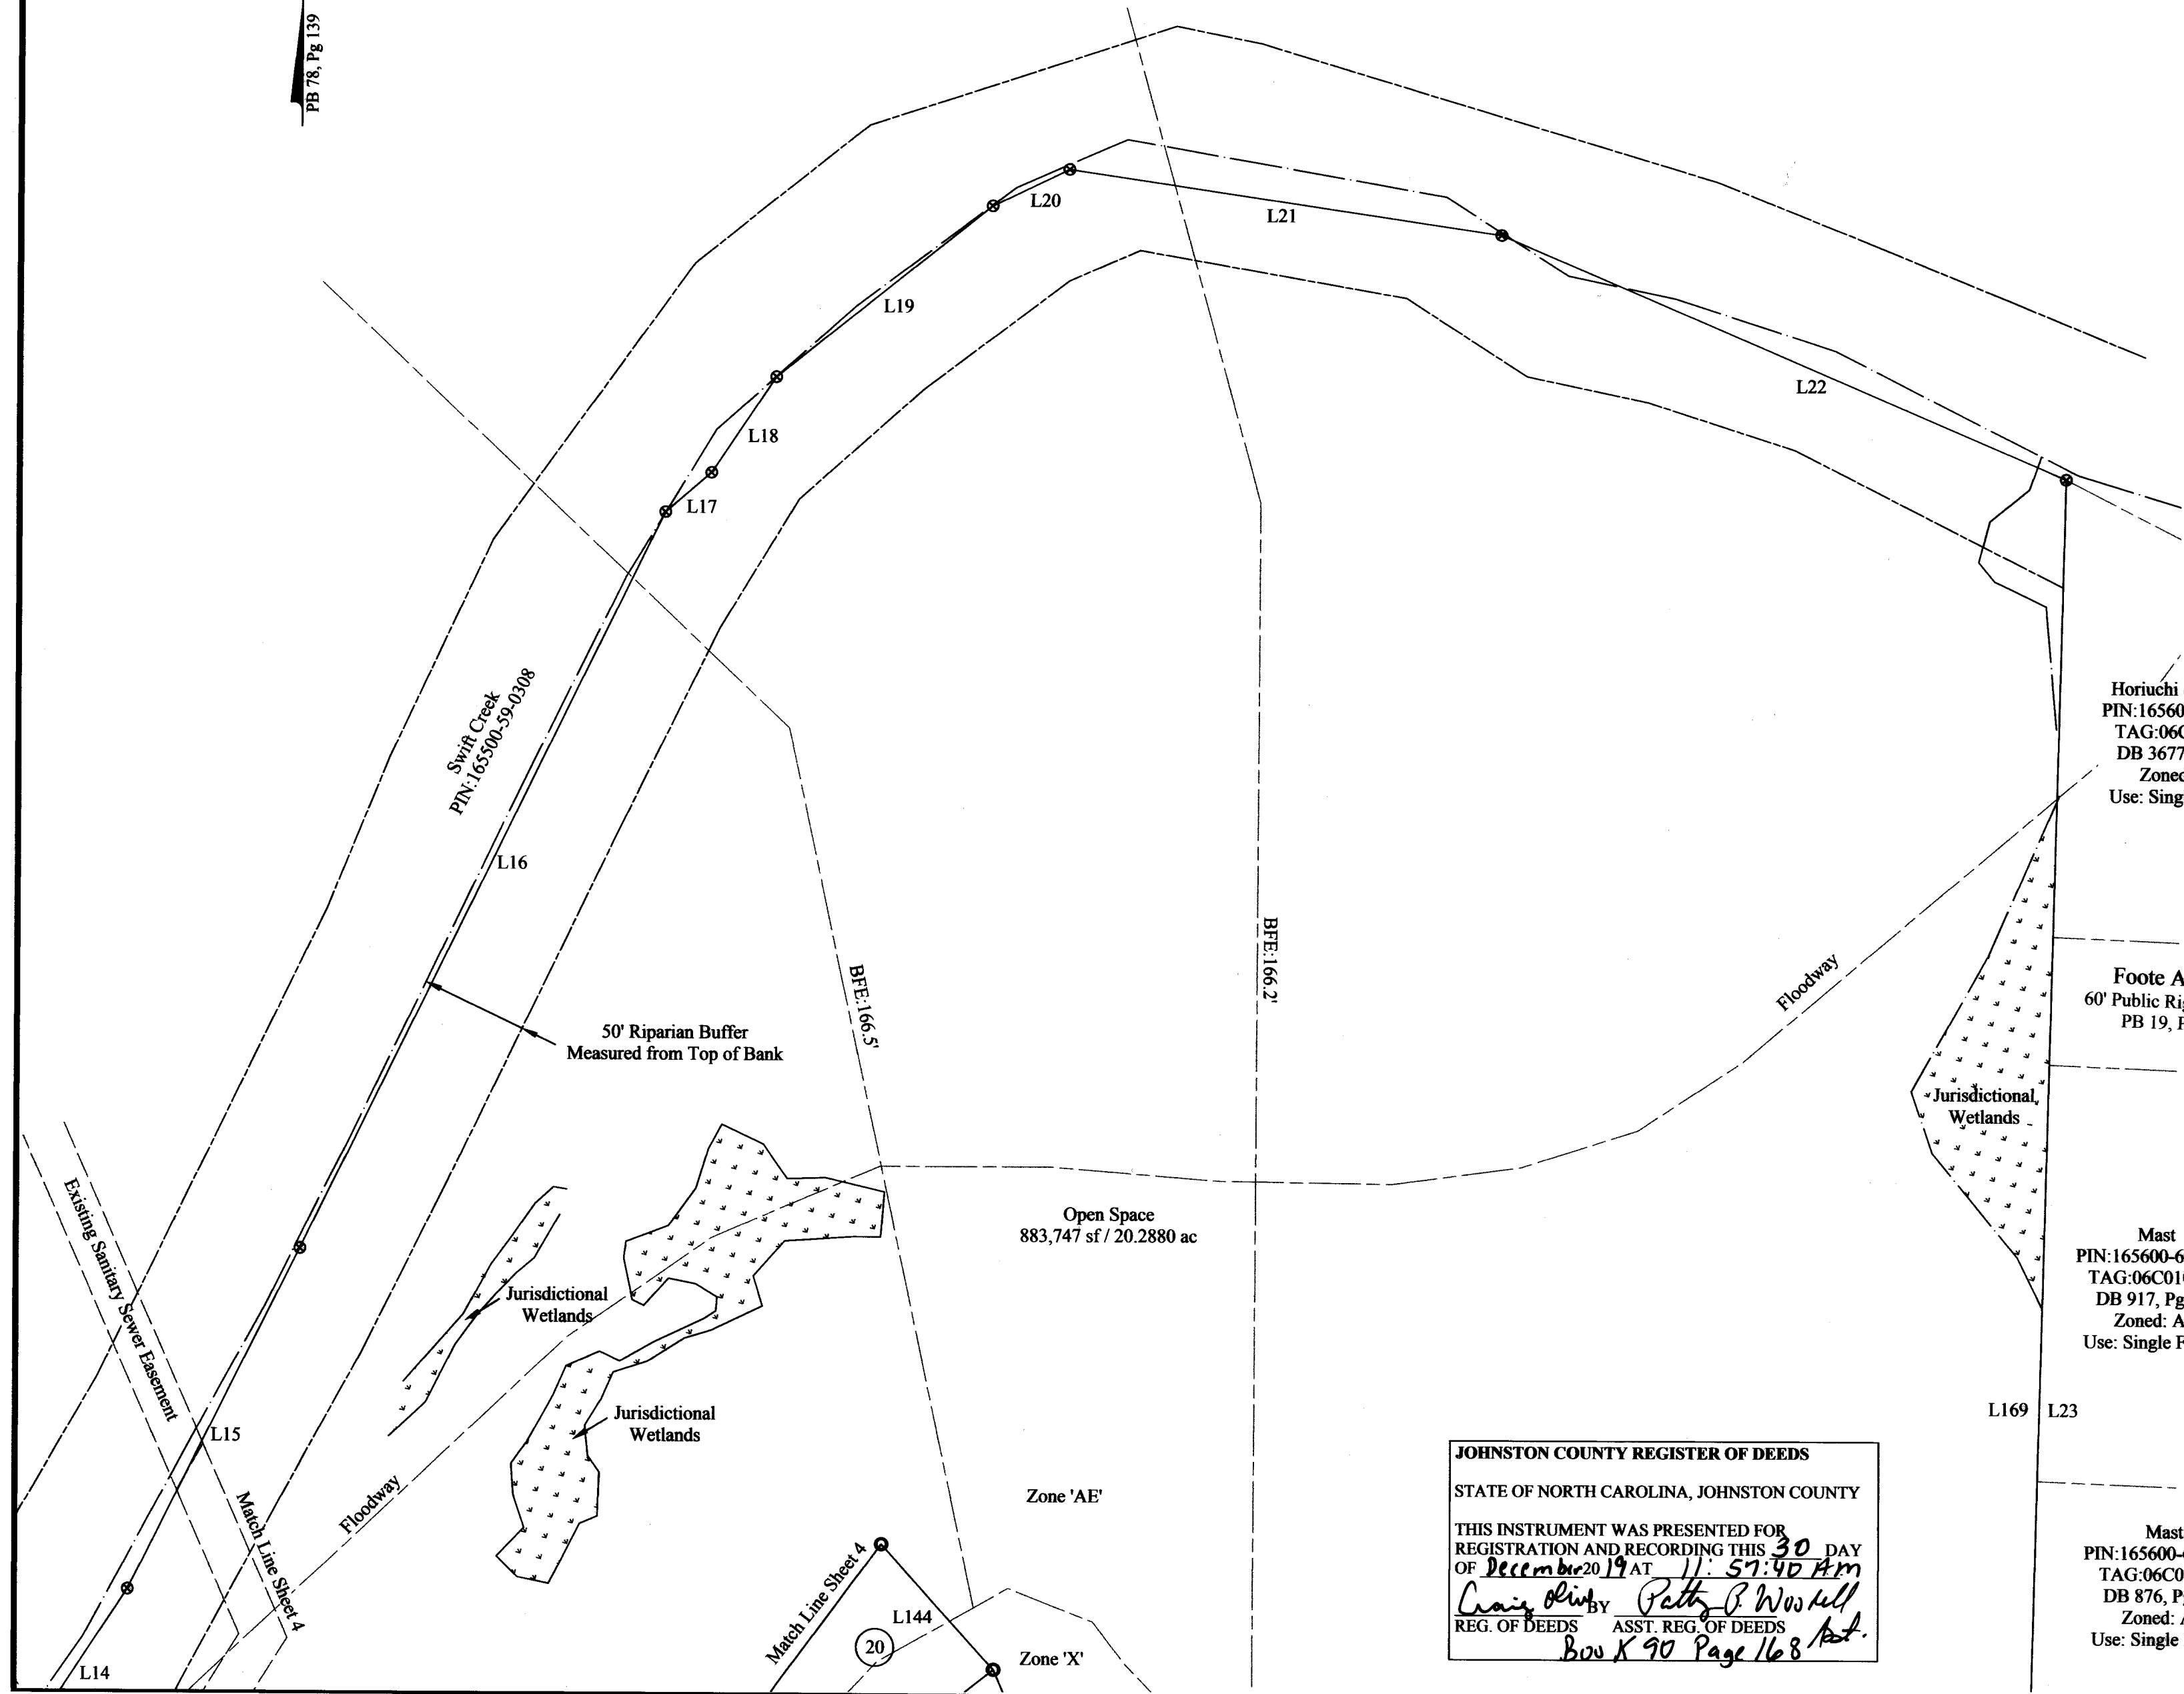 PB 78, Pg 139
L20
L21
L19
L22
L18
L17
Swift Creek
PIN:165500-59-0308
Horiuchi
PIN:16560
TAG:06C
DB 3677
Zoned
Use: Sing
L16
BFE:166.5'
BFE:166.2'
Floodway
Foote A
60' Public Ri
PB 19, P
50' Riparian Buffer
Measured from Top of Bank
Jurisdictional
Wetlands
Existing Sanitary Sewer Easement
Open Space
883,747 sf / 20.2880 ac
Mast
PIN:165600-6
TAG:06C01
DB 917, Pg
Zoned: A
Use: Single F
Jurisdictional
Wetlands
Jurisdictional
Wetlands
L169
L23
L15
Match Line Sheet 4
Floodway
Zone 'AE'
JOHNSTON COUNTY REGISTER OF DEEDS
STATE OF NORTH CAROLINA, JOHNSTON COUNTY
THIS INSTRUMENT WAS PRESENTED FOR
REGISTRATION AND RECORDING THIS 30 DAY
OF December 20 19 AT 11:57:40 AM
Craig Olive BY Patty P. Woodell
REG. OF DEEDS ASST. REG. OF DEEDS Asst.
Book 90 Page 168
Mast
PIN:165600-
TAG:06C0
DB 876, P
Zoned: A
Use: Single
Match Line Sheet 4
L144
20
Zone 'X'
L14